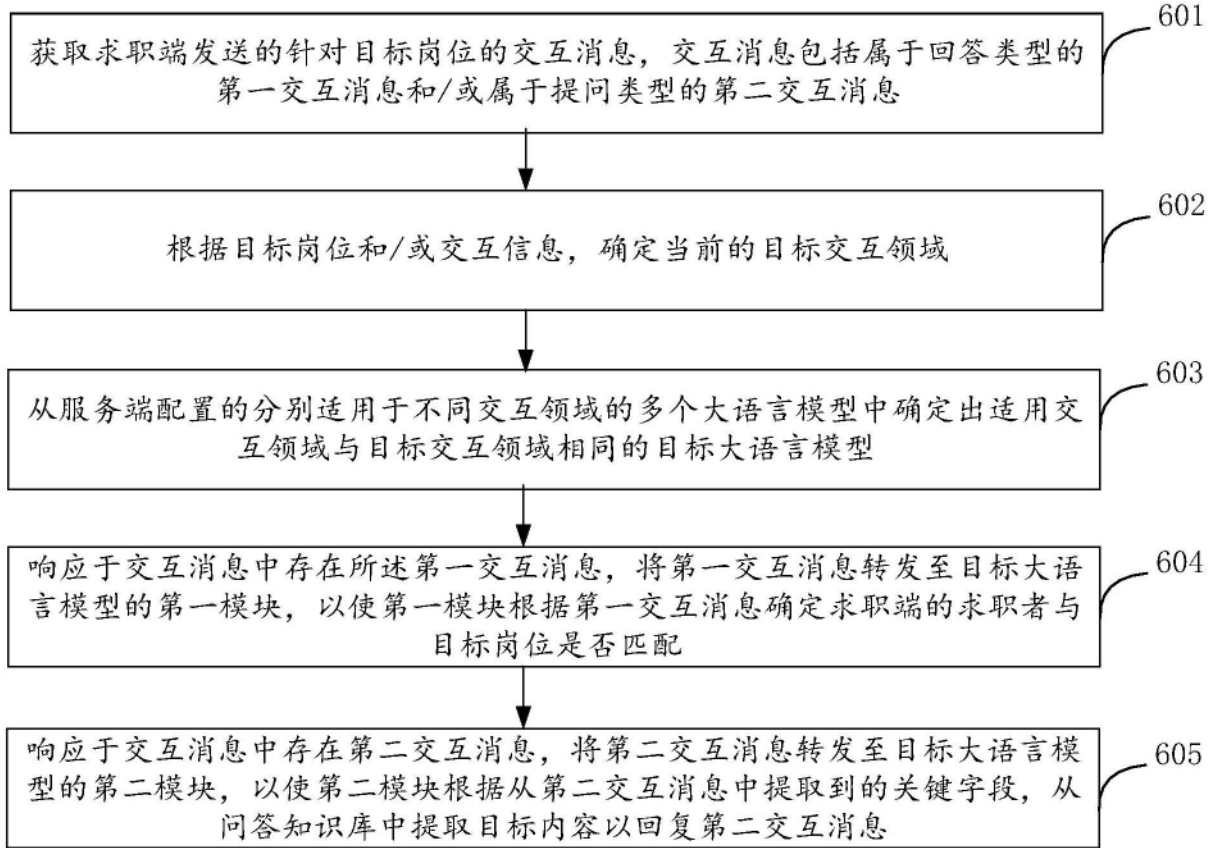 获取求职端发送的针对目标岗位的交互消息，交互消息包括属于回答类型的
第一交互消息和/或属于提问类型的第二交互消息
601
根据目标岗位和/或交互信息，确定当前的目标交互领域
602
从服务端配置的分别适用于不同交互领域的多个大语言模型中确定出适用交
互领域与目标交互领域相同的目标大语言模型
603
响应于交互消息中存在所述第一交互消息，将第一交互消息转发至目标大语
言模型的第一模块，以使第一模块根据第一交互消息确定求职端的求职者与
目标岗位是否匹配
604
响应于交互消息中存在第二交互消息，将第二交互消息转发至目标大语言模
型的第二模块，以使第二模块根据从第二交互消息中提取到的关键字段，从
问答知识库中提取目标内容以回复第二交互消息
605